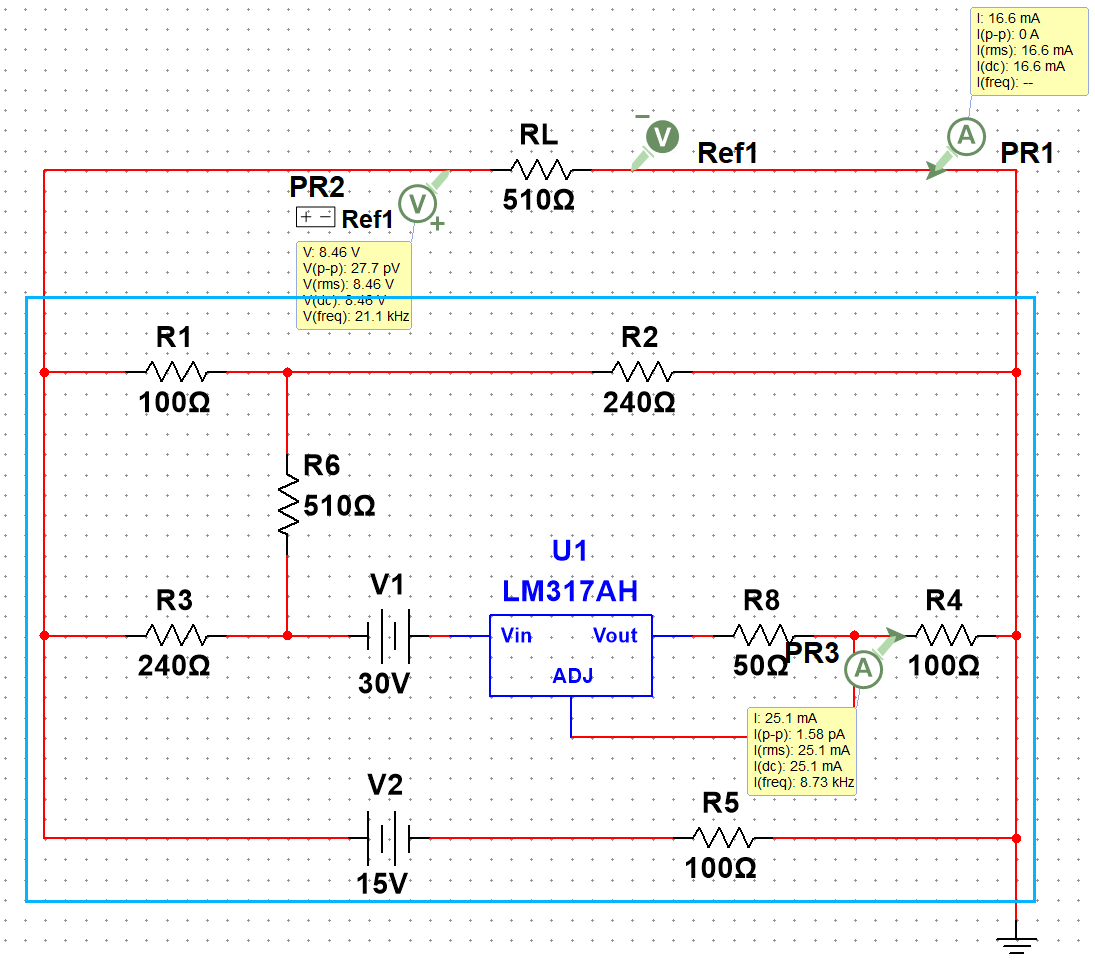 I: 16.6 mA
I(p-p): 0 A
I(rms): 16.6 mA
I(dc): 16.6 mA
I(freq): --
RL
510Ω
V
Ref1
A
PR1
PR2
Ref1
V
V: 8.46 V
V(p-p): 27.7 pV
V(rms): 8.46 V
V(dc): 8.46 V
V(freq): 21.1 kHz
R1
100Ω
R2
240Ω
R6
510Ω
U1
LM317AH
R3
240Ω
V1
30V
Vin
Vout
ADJ
R8
50Ω
PR3
A
R4
100Ω
I: 25.1 mA
I(p-p): 1.58 pA
I(rms): 25.1 mA
I(dc): 25.1 mA
I(freq): 8.73 kHz
V2
15V
R5
100Ω